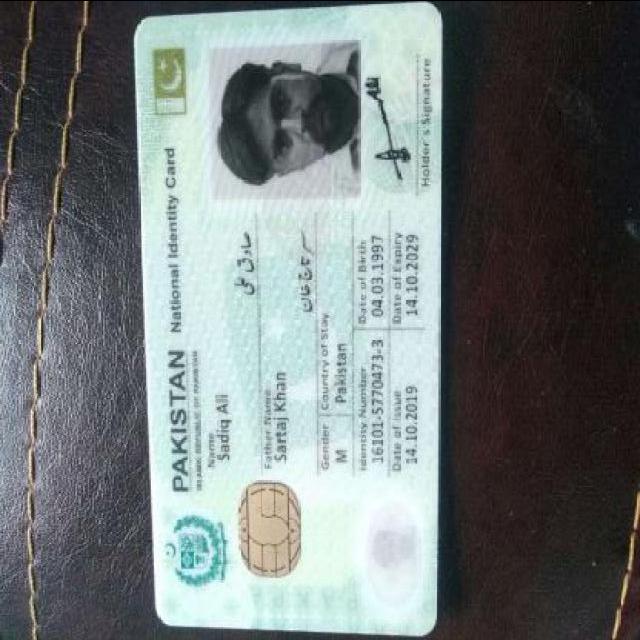 PAKISTAN National Identity Card
ISLAMIC REPUBLIC OF PAKISTAN
Name
Sadiq Ali
صادق علی
Father Name
Sartaj Khan
سرتاج خان
Gender Country of Stay
M Pakistan
Identity Number Date of Birth
16101-5770473-3 04.03.1997
Date of Issue Date of Expiry
14.10.2019 14.10.2029
Holder's Signature